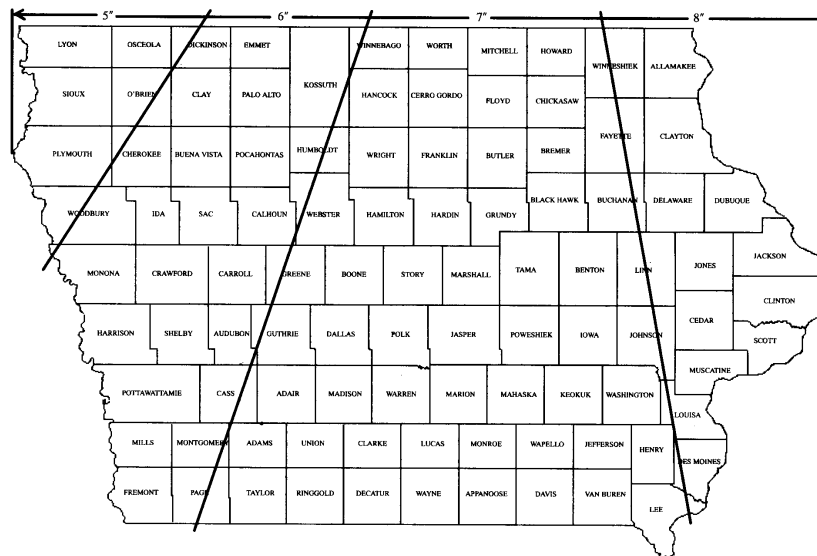 5" 6" 7" 8"
LYON OSCEOLA DICKINSON EMMET WINNEBAGO WORTH MITCHELL HOWARD WINNESHIEK ALLAMAKEE
KOSSUTH
SIOUX O'BRIEN CLAY PALO ALTO HANCOCK CERRO GORDO FLOYD CHICKASAW
FAYETTE CLAYTON
PLYMOUTH CHEROKEE BUENA VISTA POCAHONTAS HUMBOLDT WRIGHT FRANKLIN BUTLER BREMER
WOODBURY IDA SAC CALHOUN WEBSTER HAMILTON HARDIN GRUNDY BLACK HAWK BUCHANAN DELAWARE DUBUQUE
MONONA CRAWFORD CARROLL GREENE BOONE STORY MARSHALL TAMA BENTON LINN JONES JACKSON
CLINTON
CEDAR
HARRISON SHELBY AUDUBON GUTHRIE DALLAS POLK JASPER POWESHIEK IOWA JOHNSON SCOTT
MUSCATINE
POTTAWATTAMIE CASS ADAIR MADISON WARREN MARION MAHASKA KEOKUK WASHINGTON
LOUISA
MILLS MONTGOMERY ADAMS UNION CLARKE LUCAS MONROE WAPELLO JEFFERSON HENRY
DES MOINES
FREMONT PAGE TAYLOR RINGGOLD DECATUR WAYNE APPANOOSE DAVIS VAN BUREN
LEE